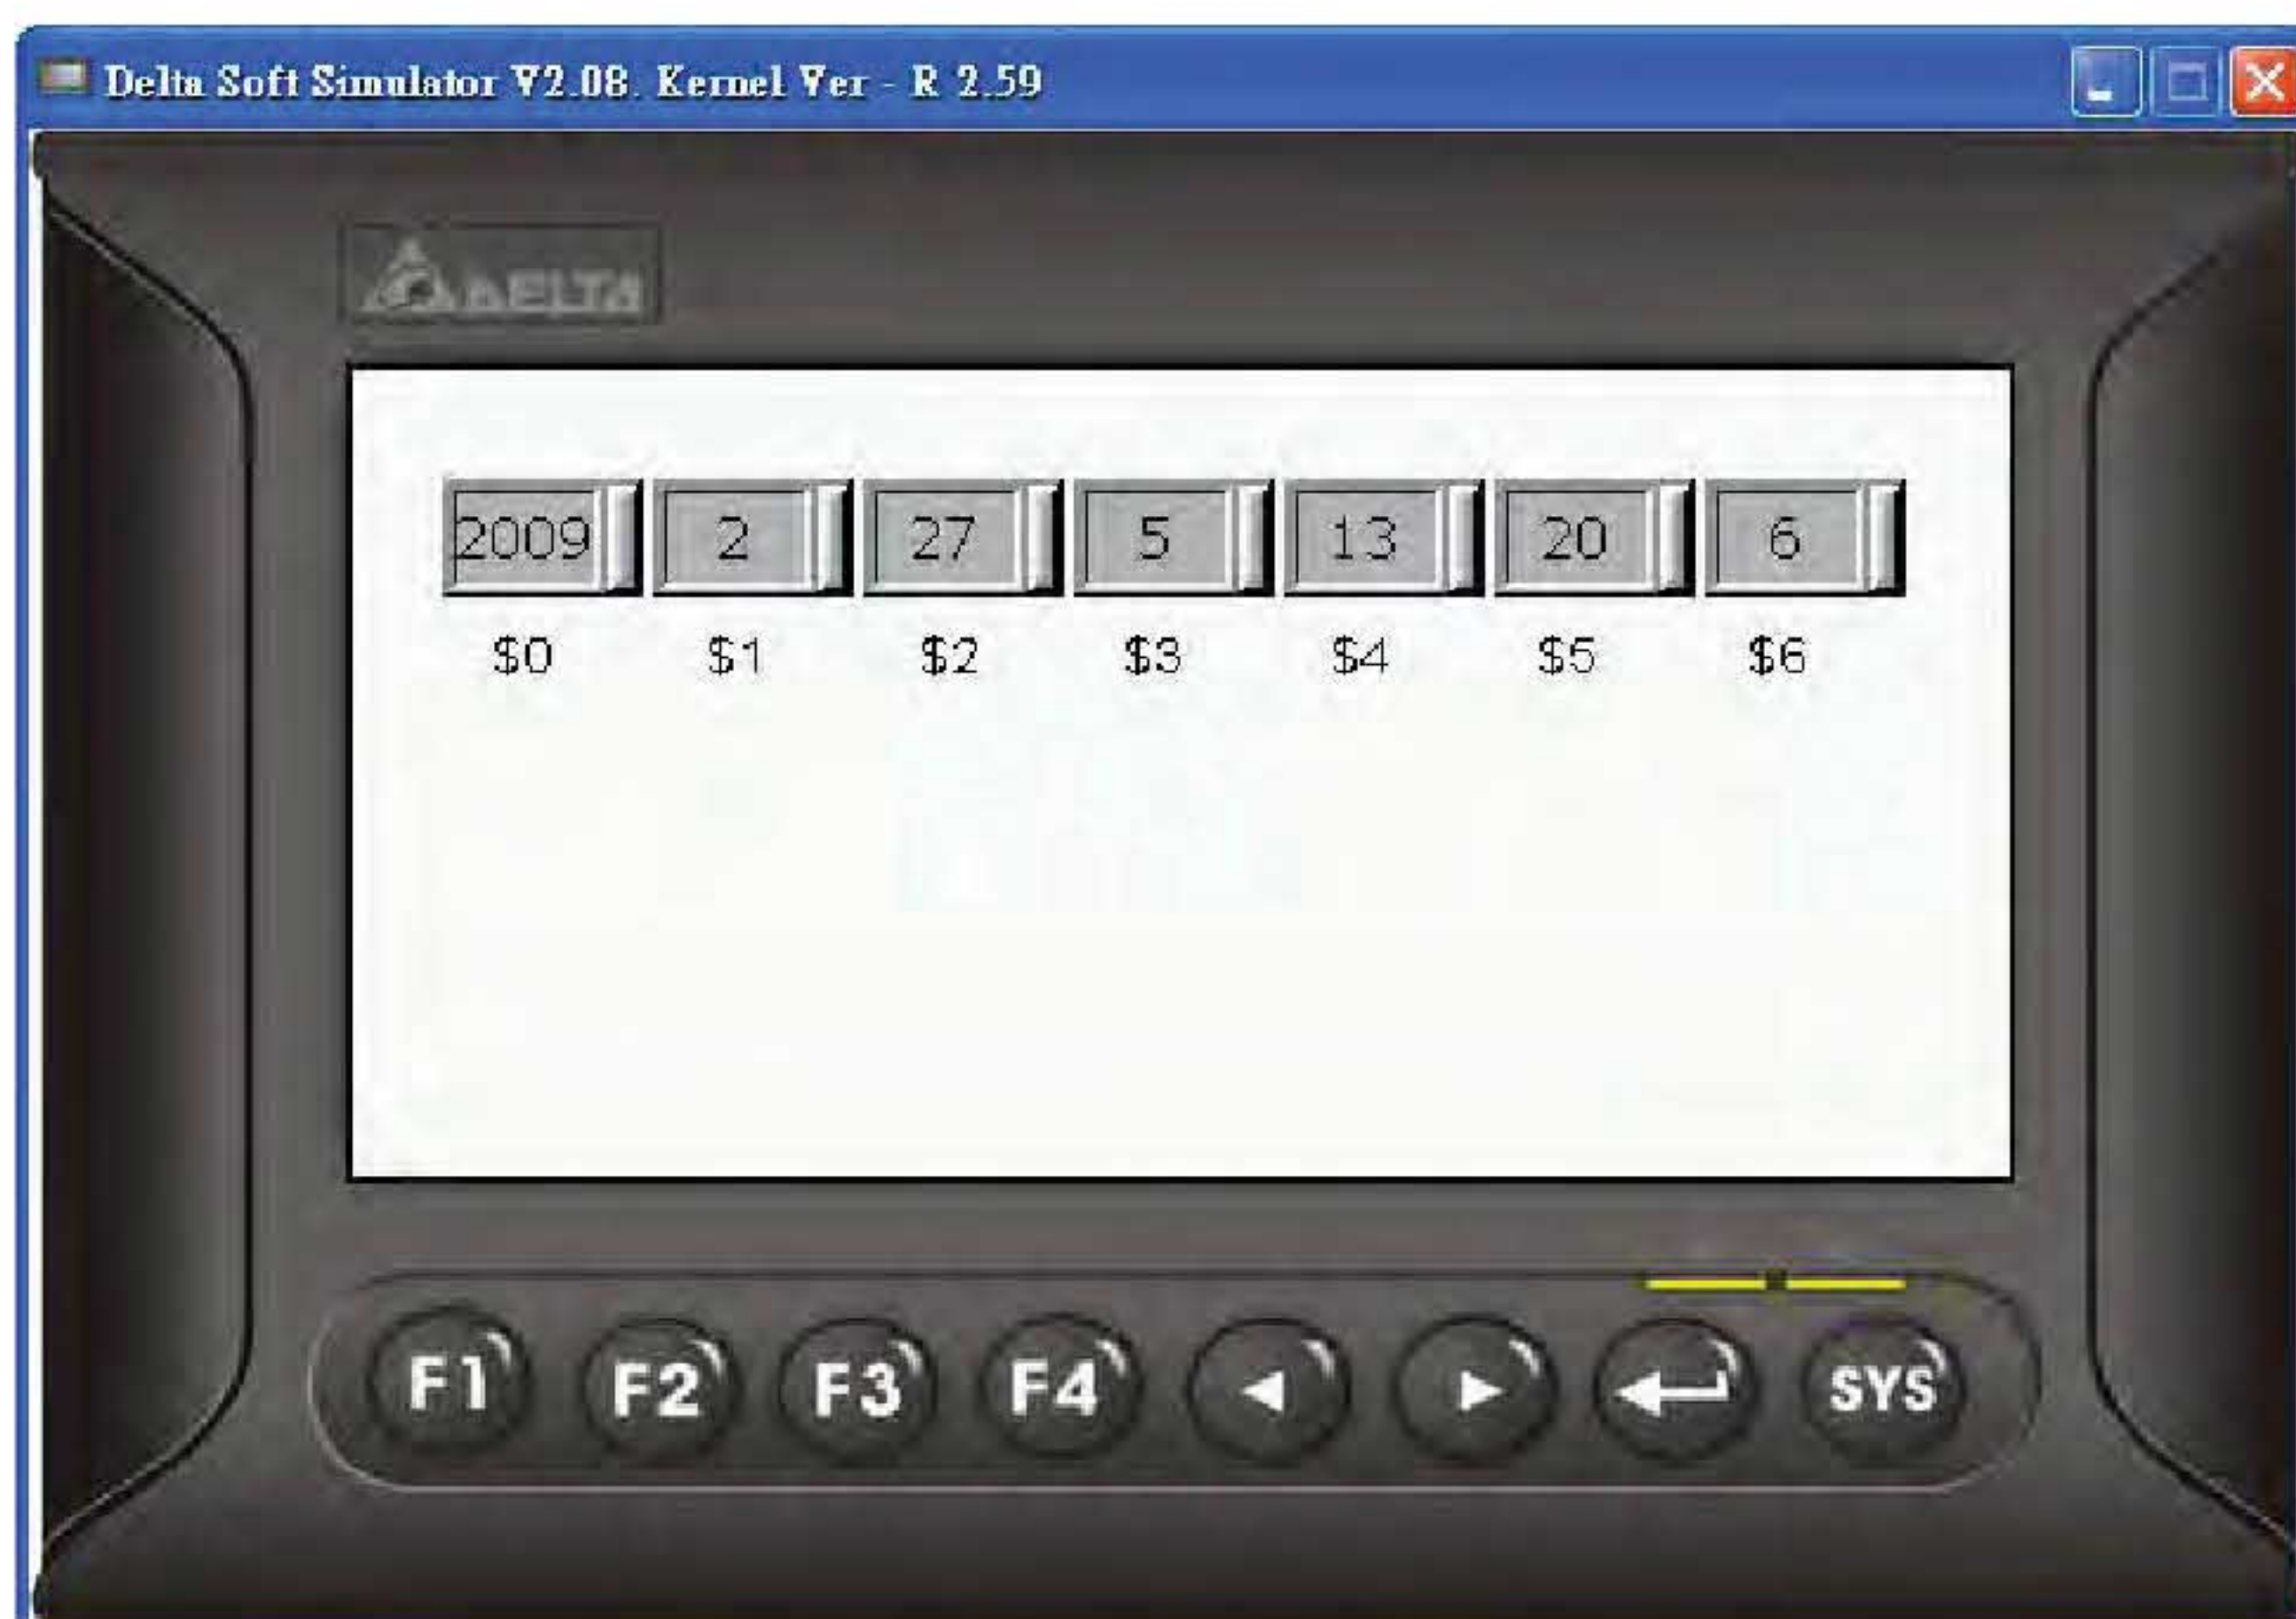 Delta Soft Simulator V2.08. Kernel Ver - R 2.59
DELTA
2009 2 27 5 13 20 6
$0 $1 $2 $3 $4 $5 $6
F1 F2 F3 F4 SYS